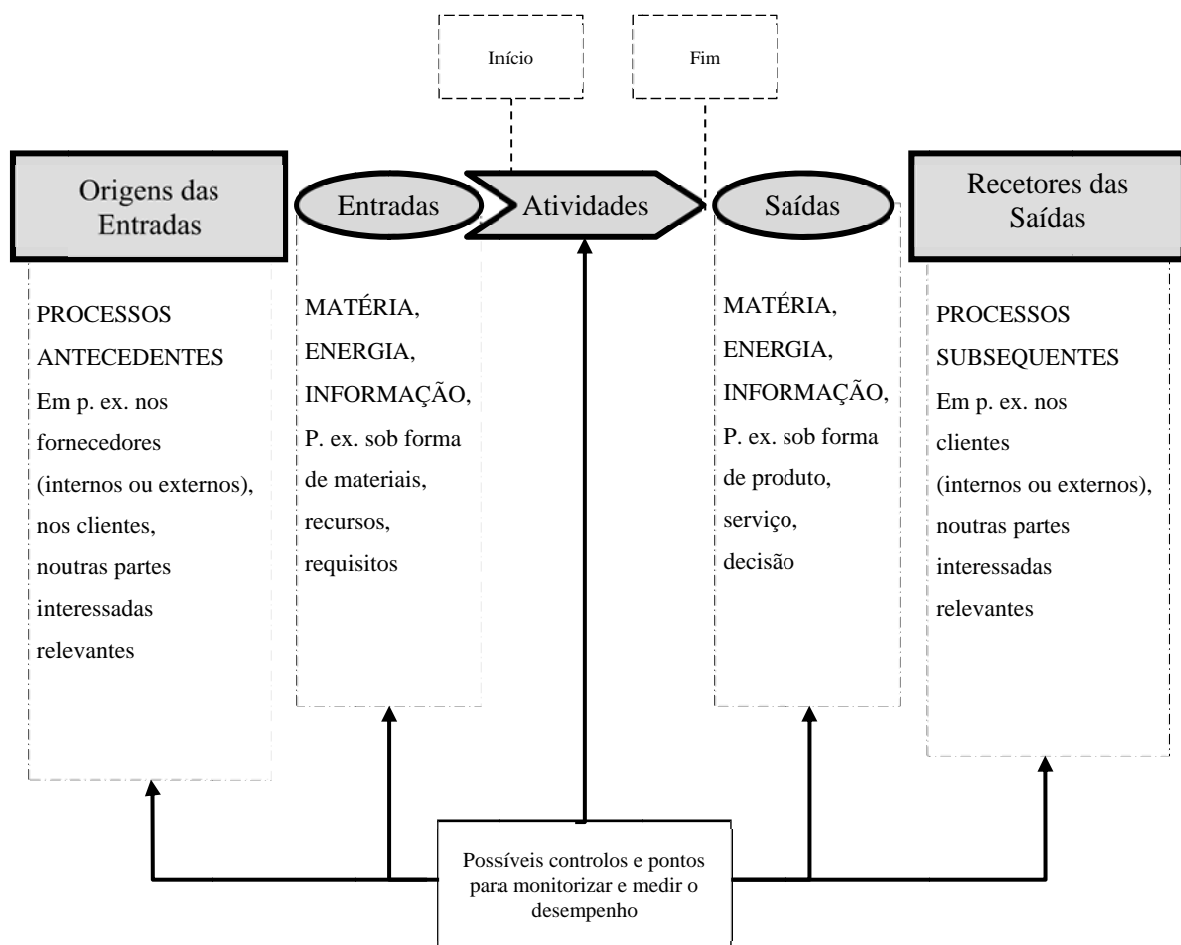 Início
Fim
Origens das
Entradas
Entradas
Atividades
Saídas
Recetores das
Saídas
PROCESSOS
ANTECEDENTES
Em p. ex. nos
fornecedores
(internos ou externos),
nos clientes,
noutras partes
interessadas
relevantes
MATÉRIA,
ENERGIA,
INFORMAÇÃO,
P. ex. sob forma
de materiais,
recursos,
requisitos
MATÉRIA,
ENERGIA,
INFORMAÇÃO,
P. ex. sob forma
de produto,
serviço,
decisão
PROCESSOS
SUBSEQUENTES
Em p. ex. nos
clientes
(internos ou externos),
noutras partes
interessadas
relevantes
Possíveis controlos e pontos
para monitorizar e medir o
desempenho